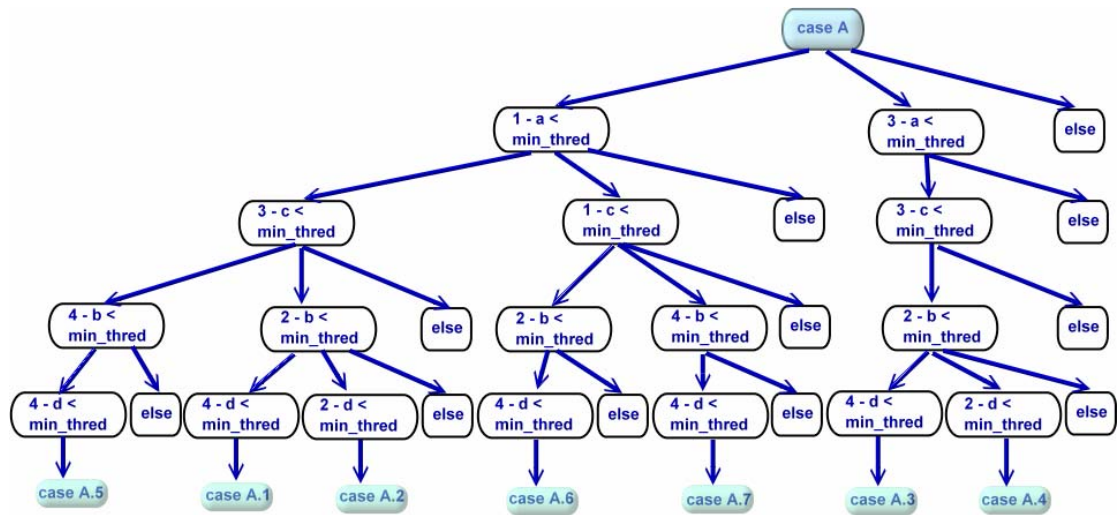 case A
1 - a <
min_thred
3 - a <
min_thred
else
3 - c <
min_thred
1 - c <
min_thred
else
3 - c <
min_thred
else
4 - b <
min_thred
2 - b <
min_thred
else
2 - b <
min_thred
4 - b <
min_thred
else
2 - b <
min_thred
else
4 - d <
min_thred
else
4 - d <
min_thred
2 - d <
min_thred
else
4 - d <
min_thred
else
4 - d <
min_thred
else
4 - d <
min_thred
2 - d <
min_thred
else
case A.5
case A.1
case A.2
case A.6
case A.7
case A.3
case A.4